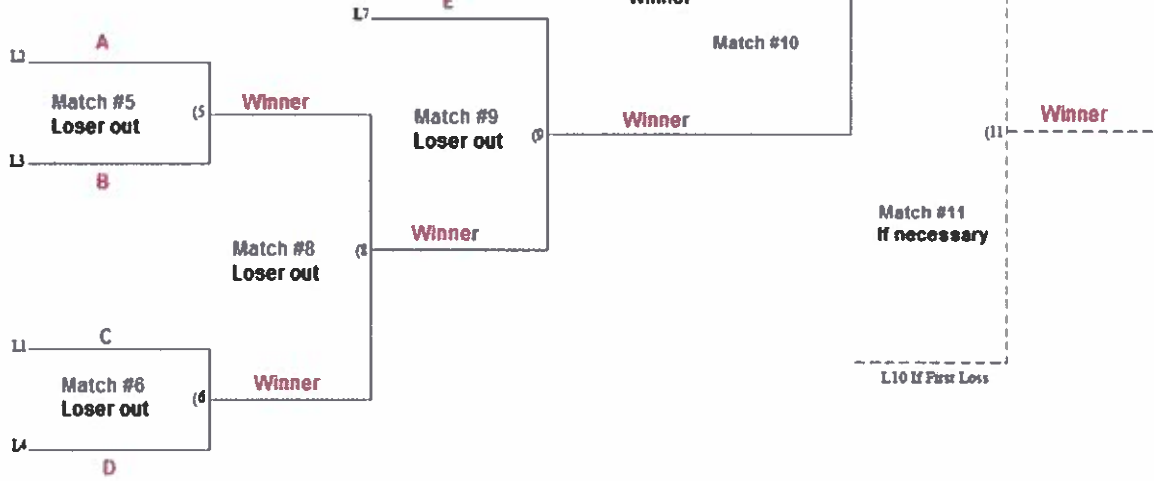 E
Winner
L7
Match #10
A
L2
Match #5
Loser out
(5
Winner
Match #9
Loser out
(9
Winner
(11
Winner
L3
B
Match #11
If necessary
Match #8
Loser out
(8
Winner
C
L1
L10 If First Loss
Match #6
Loser out
(6
Winner
L4
D